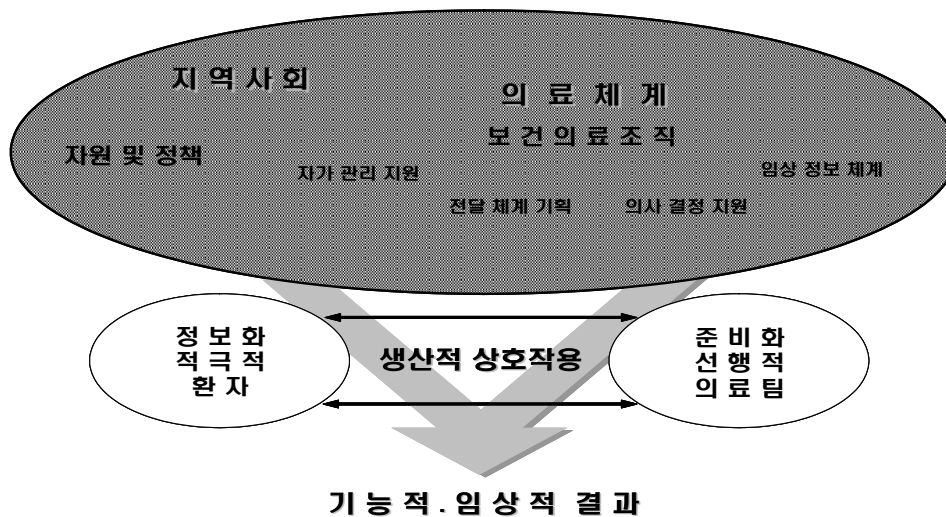 지 역 사 회
의 료 체 계
보 건 의 료 조 직
자원 및 정책
자가 관리 지원
임상 정보 체계
전달 체계 기획
의사 결정 지원
정 보 화
적 극 적
환 자
생산적 상호작용
준 비 화
선 행 적
의 료 팀
기 능 적 . 임 상 적 결 과